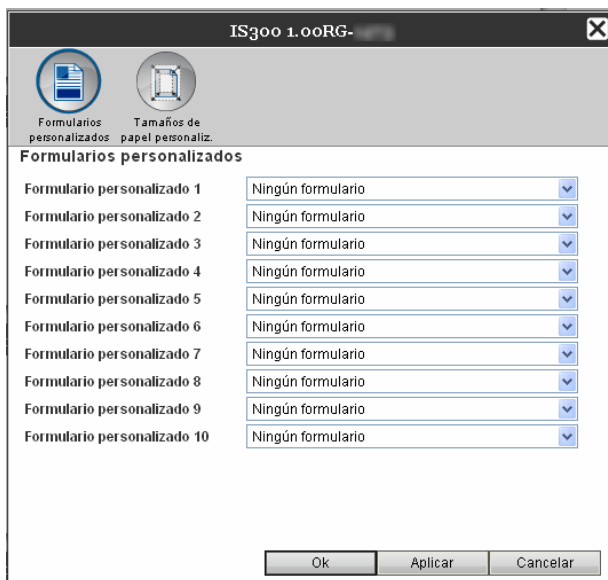 IS300 1.00RG-
Formularios
personalizados
Tamaños de
papel personaliz.
Formularios personalizados
Formulario personalizado 1 Ningún formulario
Formulario personalizado 2 Ningún formulario
Formulario personalizado 3 Ningún formulario
Formulario personalizado 4 Ningún formulario
Formulario personalizado 5 Ningún formulario
Formulario personalizado 6 Ningún formulario
Formulario personalizado 7 Ningún formulario
Formulario personalizado 8 Ningún formulario
Formulario personalizado 9 Ningún formulario
Formulario personalizado 10 Ningún formulario
Ok Aplicar Cancelar